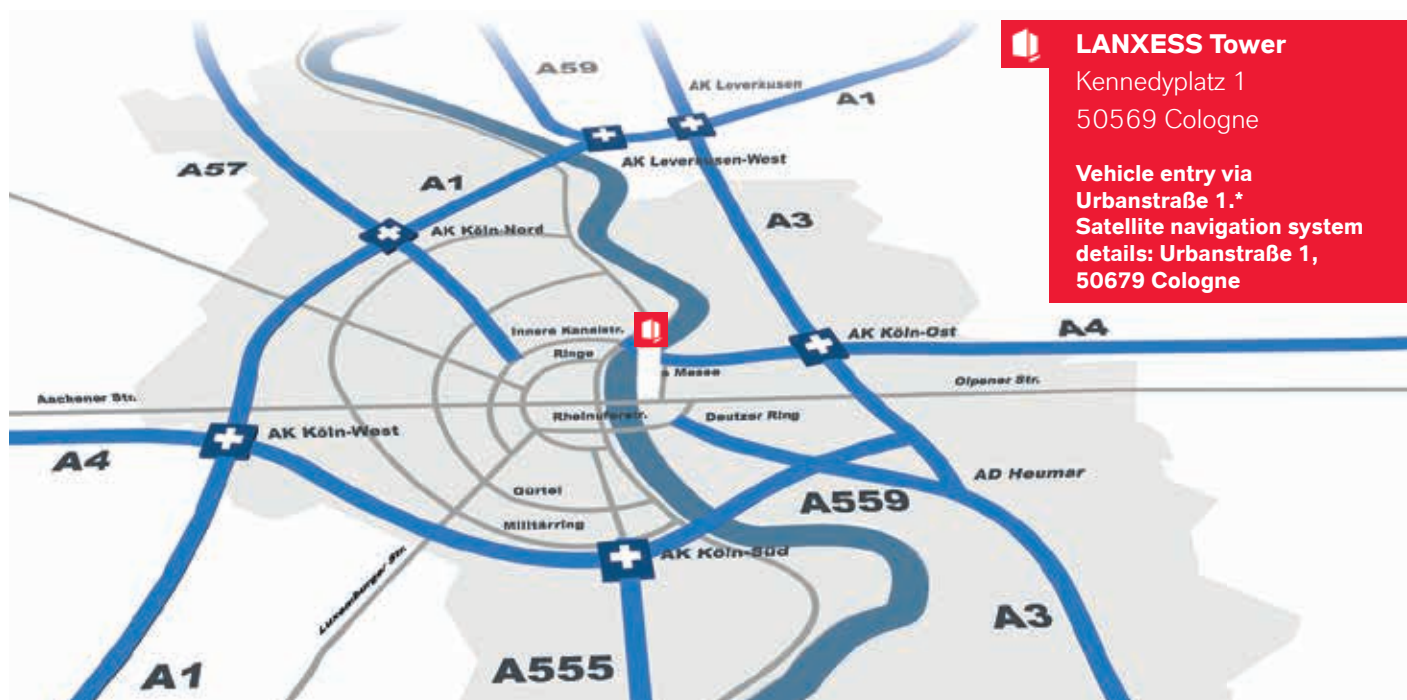 LANXESS Tower
Kennedyplatz 1
50569 Cologne
Vehicle entry via
Urbanstraße 1.*
Satellite navigation system
details: Urbanstraße 1,
50679 Cologne
A59
AK Leverkusen
A1
AK Leverkusen-West
A57
A1
A3
AK Köln-Nord
Innere Kanalstr.
AK Köln-Ost
A4
Ringe
Messe
Olpener Str.
Aachener Str.
Rheinuferstr.
Deutzer Ring
AK Köln-West
A4
AD Heumar
Gürtel
A559
Militärring
AK Köln-Süd
Luxemburger Str.
A3
A555
A1